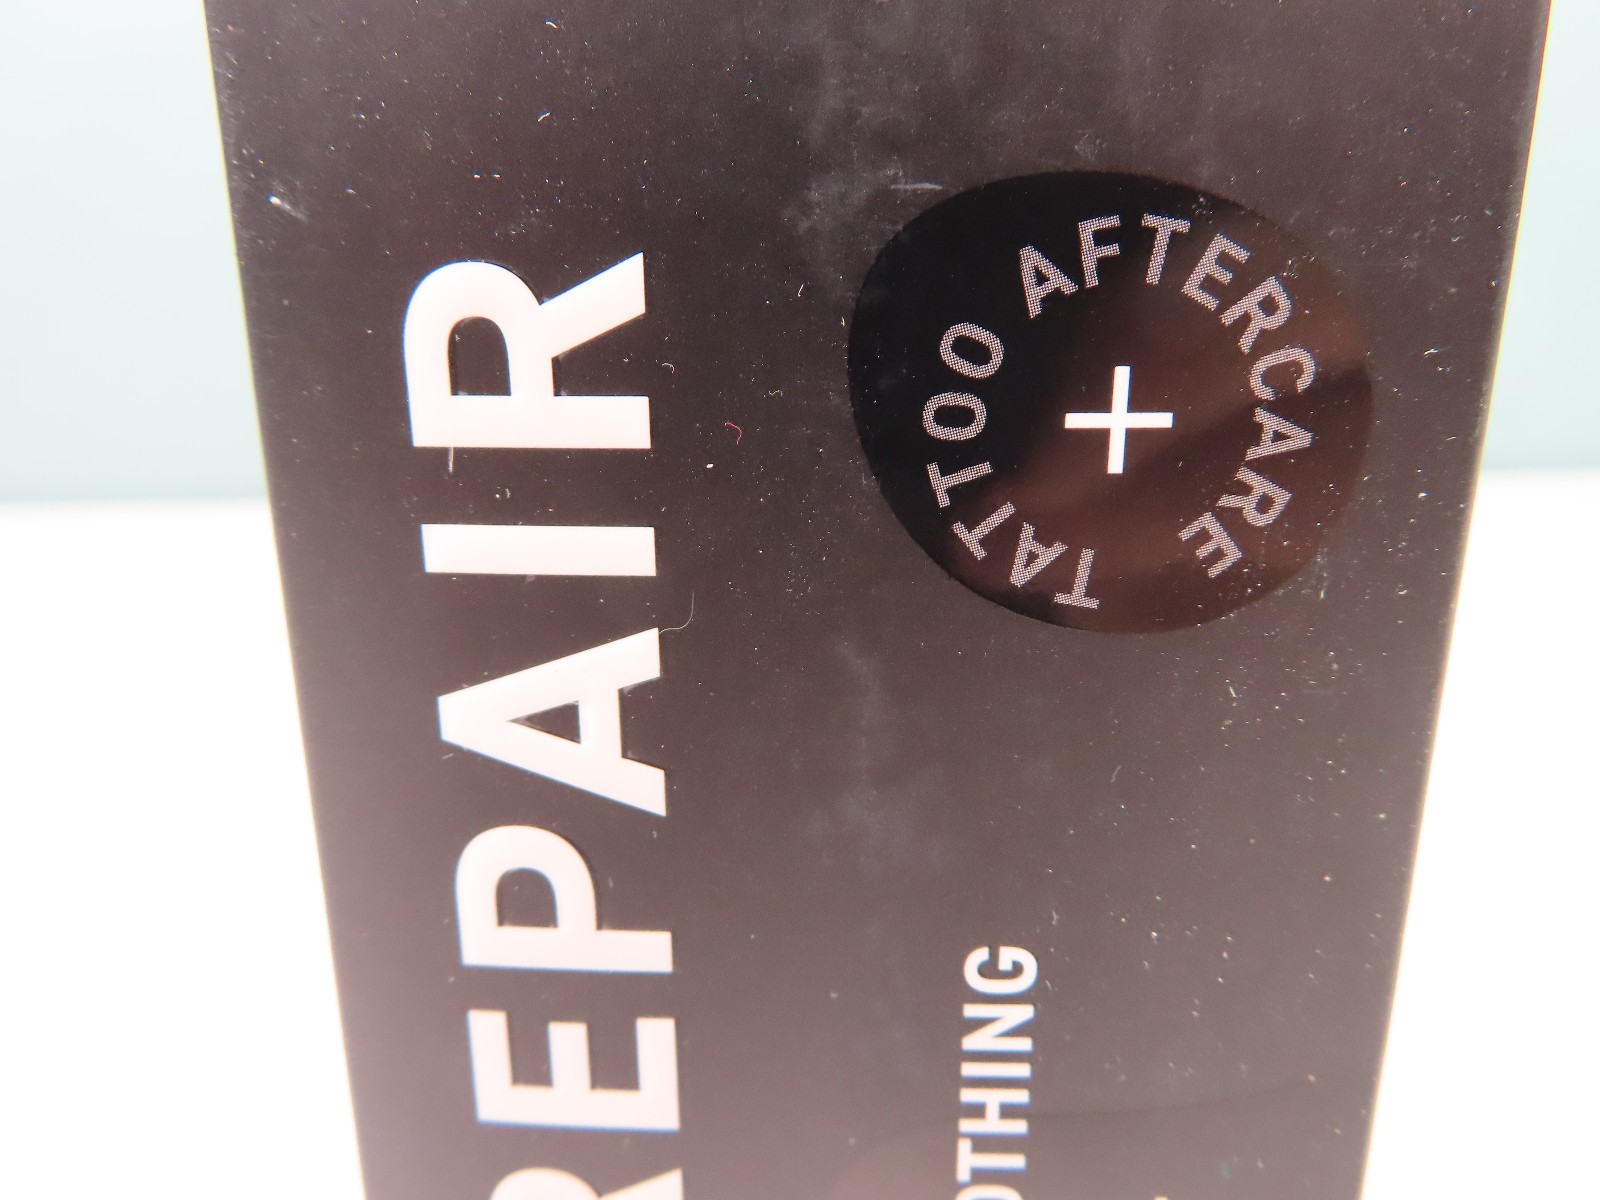 REPAIR
TATTOO AFTERCARE
+
OTHING